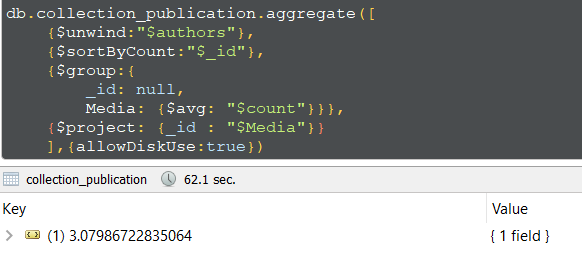 db.collection_publication.aggregate([
{$unwind:"$authors"},
{$sortByCount:"$_id"},
{$group:{
_id: null,
Media: {$avg: "$count"}}},
{$project: {_id : "$Media"}}
],{allowDiskUse:true})
collection_publication 62.1 sec.
Key Value
(1) 3.07986722835064 { 1 field }